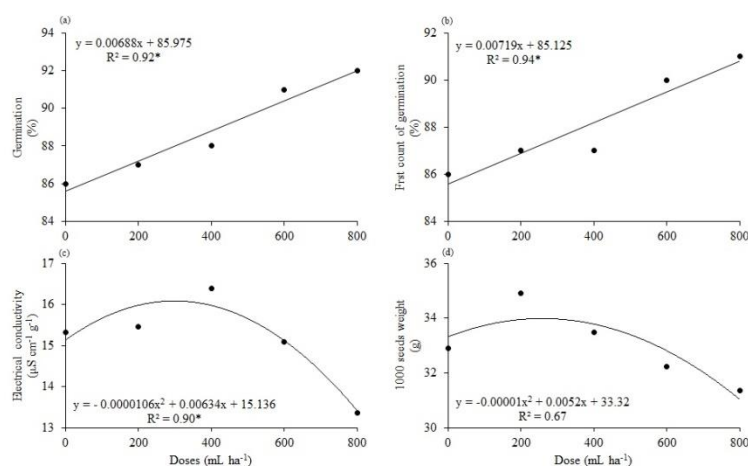 (a)
y = 0.00688x + 85.975
R² = 0.92*
94
92
90
88
86
84
Germination
(%)
0
200
400
600
800
(b)
y = 0.00719x + 85.125
R² = 0.94*
92
90
88
86
84
Frst count of germination
(%)
0
200
400
600
800
(c)
17
16
15
14
13
Electrical conductivity
(µS cm⁻¹ g⁻¹)
y = - 0.0000106x² + 0.00634x + 15.136
R² = 0.90*
0
200
400
600
800
Doses (mL ha⁻¹)
(d)
36
34
32
30
1000 seeds weight
(g)
y = -0.00001x² + 0.0052x + 33.32
R² = 0.67
0
200
400
600
800
Dose (mL ha⁻¹)